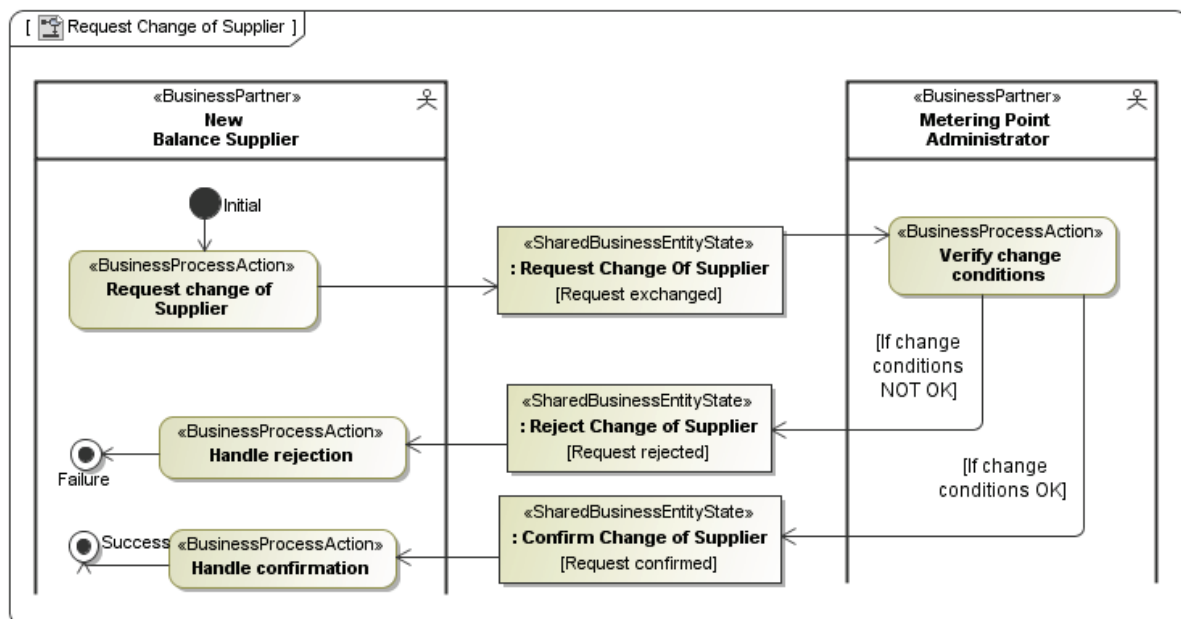 [ Request Change of Supplier ]
«BusinessPartner»
New
Balance Supplier
«BusinessPartner»
Metering Point
Administrator
Initial
«BusinessProcessAction»
Request change of
Supplier
«SharedBusinessEntityState»
: Request Change Of Supplier
[Request exchanged]
«BusinessProcessAction»
Verify change
conditions
[If change
conditions
NOT OK]
«SharedBusinessEntityState»
: Reject Change of Supplier
[Request rejected]
«BusinessProcessAction»
Handle rejection
Failure
[If change
conditions OK]
«SharedBusinessEntityState»
: Confirm Change of Supplier
[Request confirmed]
«BusinessProcessAction»
Handle confirmation
Success